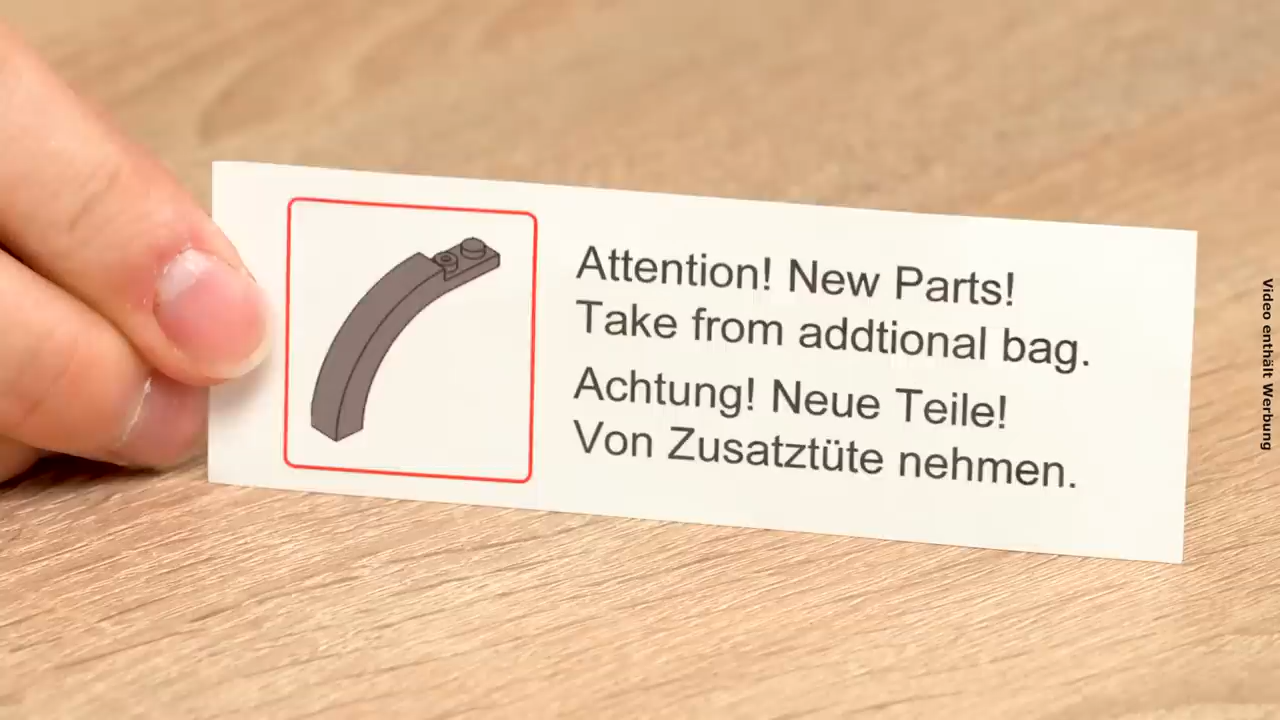 Attention! New Parts!
Take from addtional bag.
Achtung! Neue Teile!
Von Zusatztüte nehmen.
Video enthält Werbung